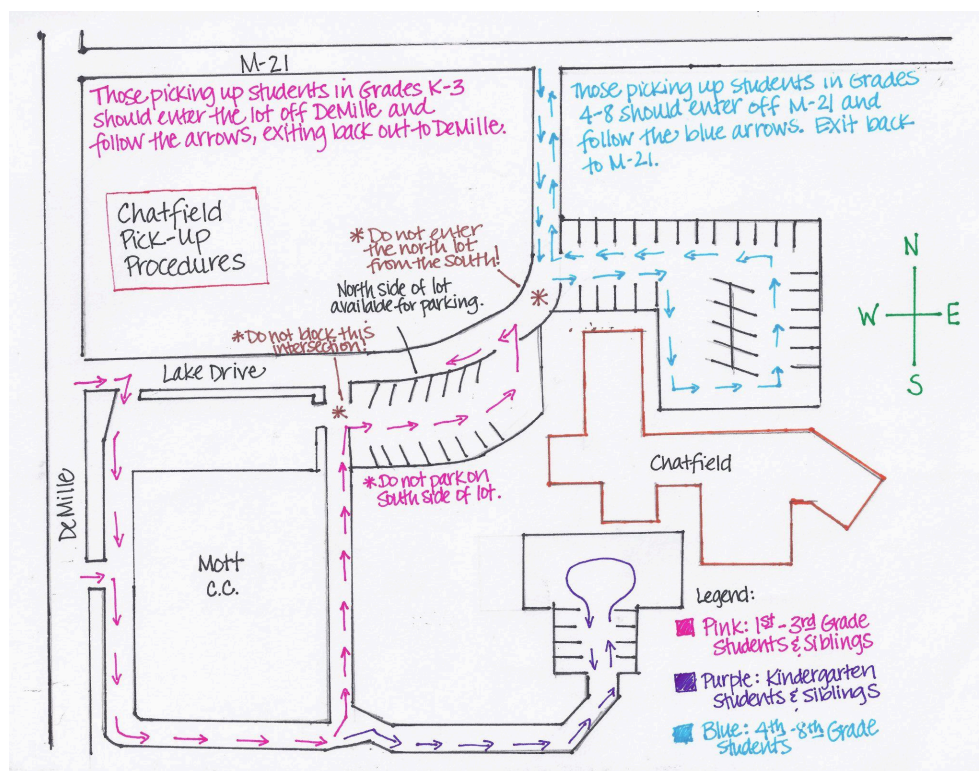 M-21
Those picking up students in Grades K-3
should enter the lot off DeMille and
follow the arrows, exiting back out to DeMille.
Those picking up students in Grades
4-8 should enter off M-21 and
follow the blue arrows. Exit back
to M-21.
Chatfield
Pick-Up
Procedures
* Do not enter
the north lot
from the south!
North side of lot
available for parking.
* Do not block this
intersection!
*
*
N
W
E
S
Lake Drive
DeMille
Chatfield
* Do not park on
South side of lot.
Mott
C.C.
Legend:
Pink: 1st-3rd Grade
Students & Siblings
Purple: Kindergarten
Students & Siblings
Blue: 4th-8th Grade
Students